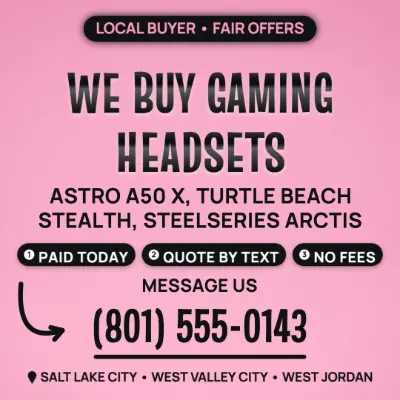 LOCAL BUYER • FAIR OFFERS
WE BUY GAMING
HEADSETS
ASTRO A50 X, TURTLE BEACH
STEALTH, STEELSERIES ARCTIS
1 PAID TODAY 2 QUOTE BY TEXT 3 NO FEES
MESSAGE US
(801) 555-0143
SALT LAKE CITY • WEST VALLEY CITY • WEST JORDAN